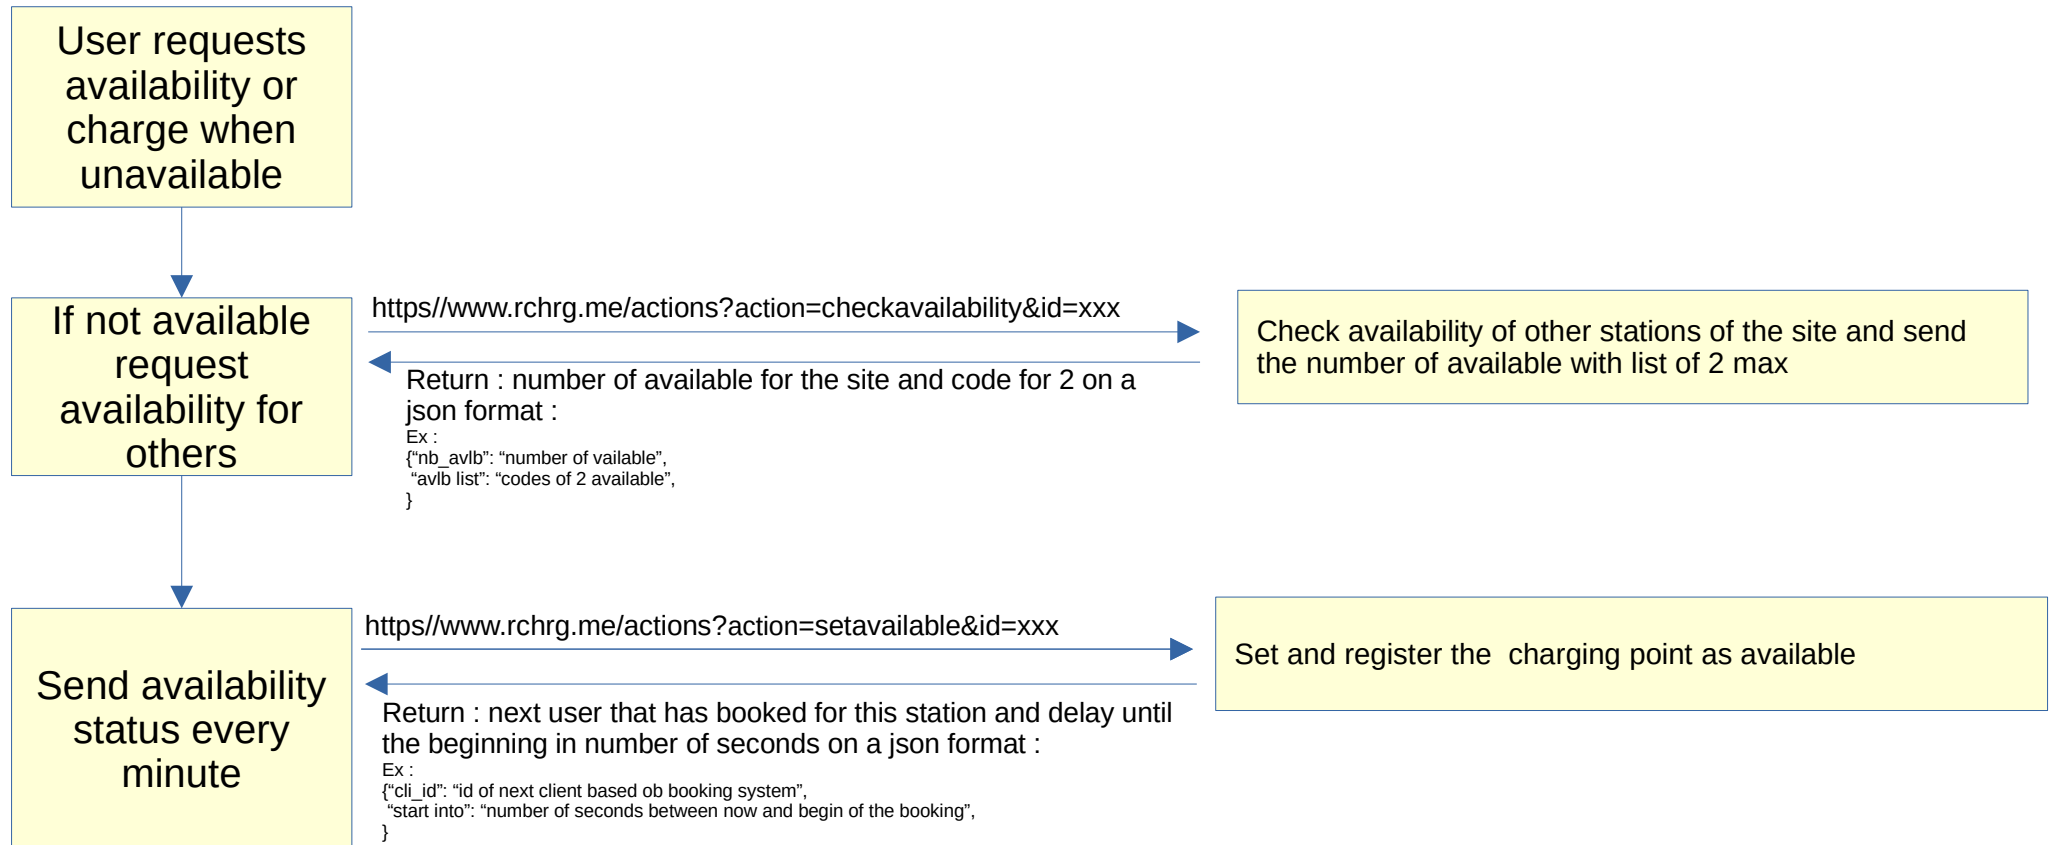 User requests
availability or
charge when
unavailable
If not available
request
availability for
others
https//www.rchrg.me/actions?action=checkavailability&id=xxx
Check availability of other stations of the site and send
the number of available with list of 2 max
Return : number of available for the site and code for 2 on a
json format :
Ex :
{“nb_avlb”: “number of vailable”,
“avlb list”: “codes of 2 available”,
}
Send availability
status every
minute
https//www.rchrg.me/actions?action=setavailable&id=xxx
Set and register the  charging point as available
Return : next user that has booked for this station and delay until
the beginning in number of seconds on a json format :
Ex :
{“cli_id”: “id of next client based ob booking system”,
“start into”: “number of seconds between now and begin of the booking”,
}